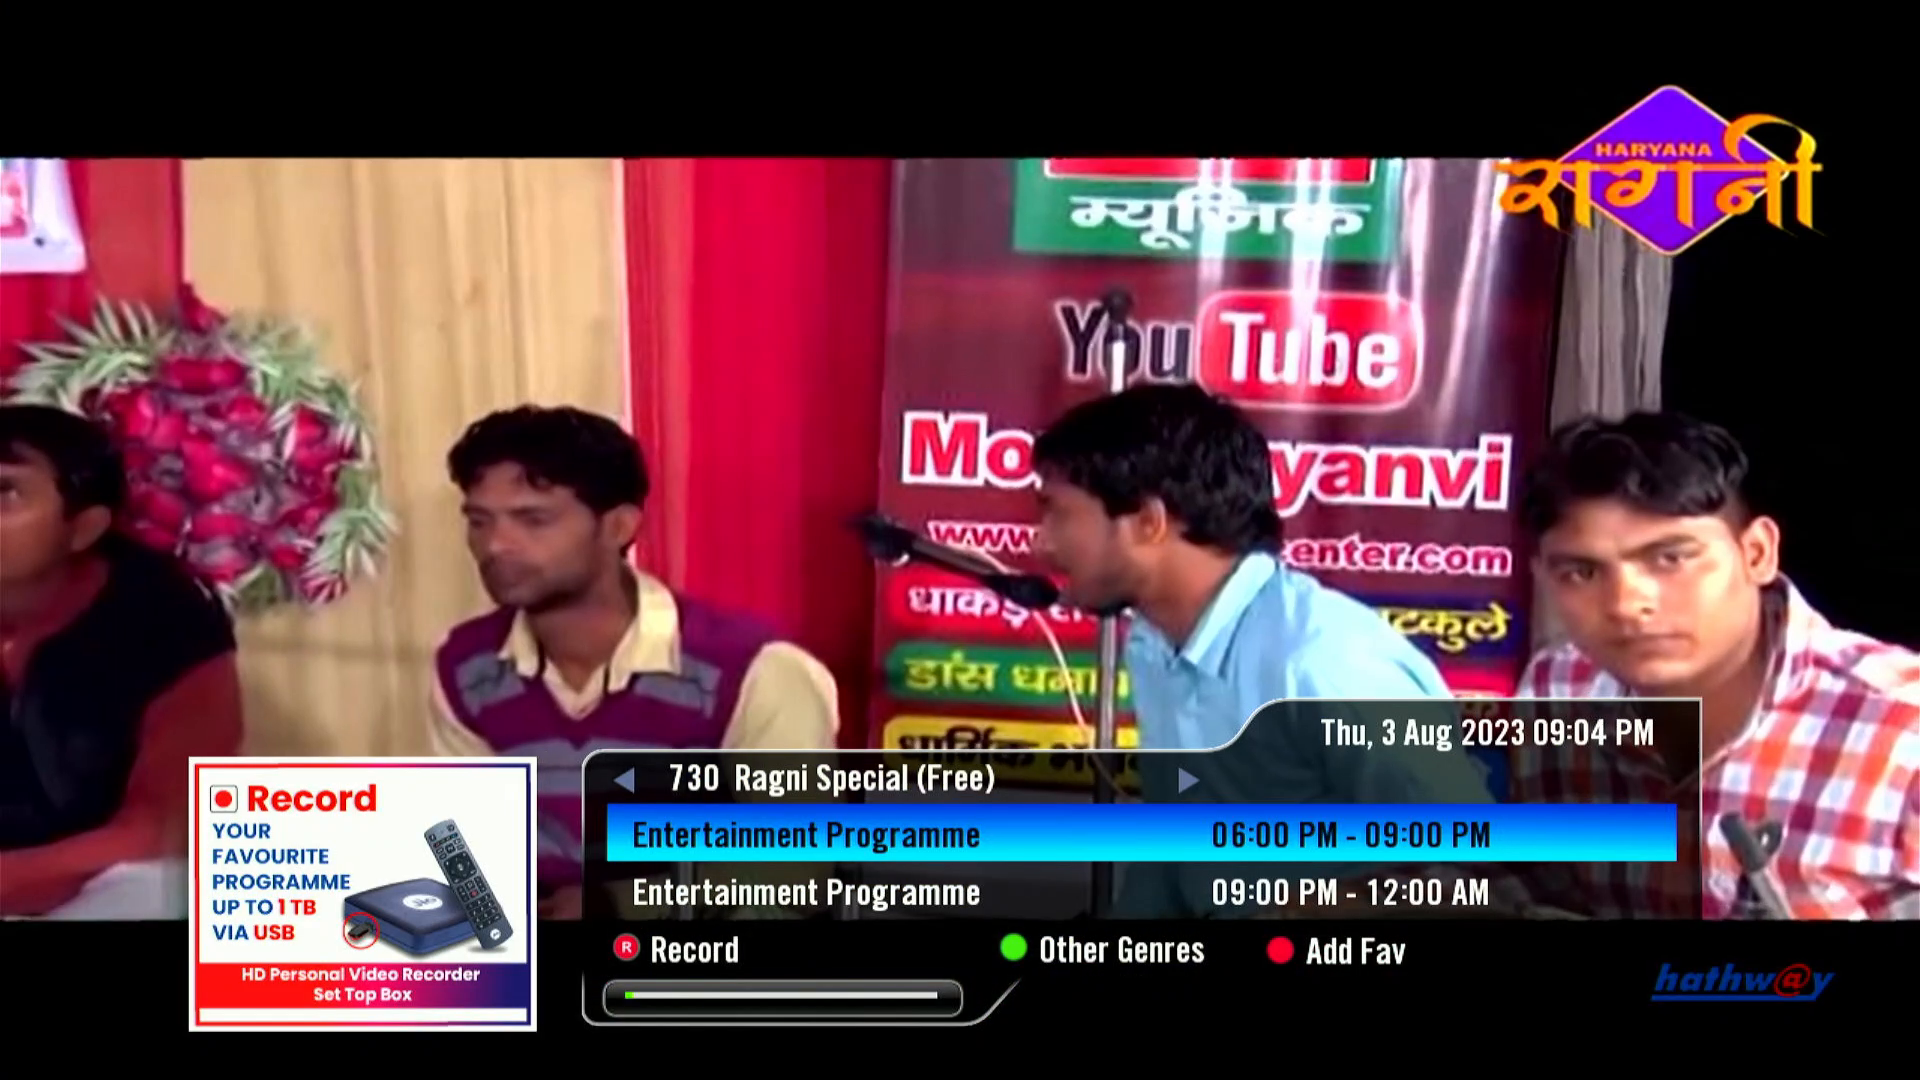 HARYANA
रागनी
म्यूजिक
YouTube
www.
enter.com
धाकड़
चुटकुले
डांस धमा
धार्मिक
Thu, 3 Aug 2023 09:04 PM
730 Ragni Special (Free)
Entertainment Programme 06:00 PM - 09:00 PM
Entertainment Programme 09:00 PM - 12:00 AM
R Record Other Genres Add Fav
Record
YOUR
FAVOURITE
PROGRAMME
UP TO 1 TB
VIA USB
HD Personal Video Recorder
Set Top Box
hathw@y